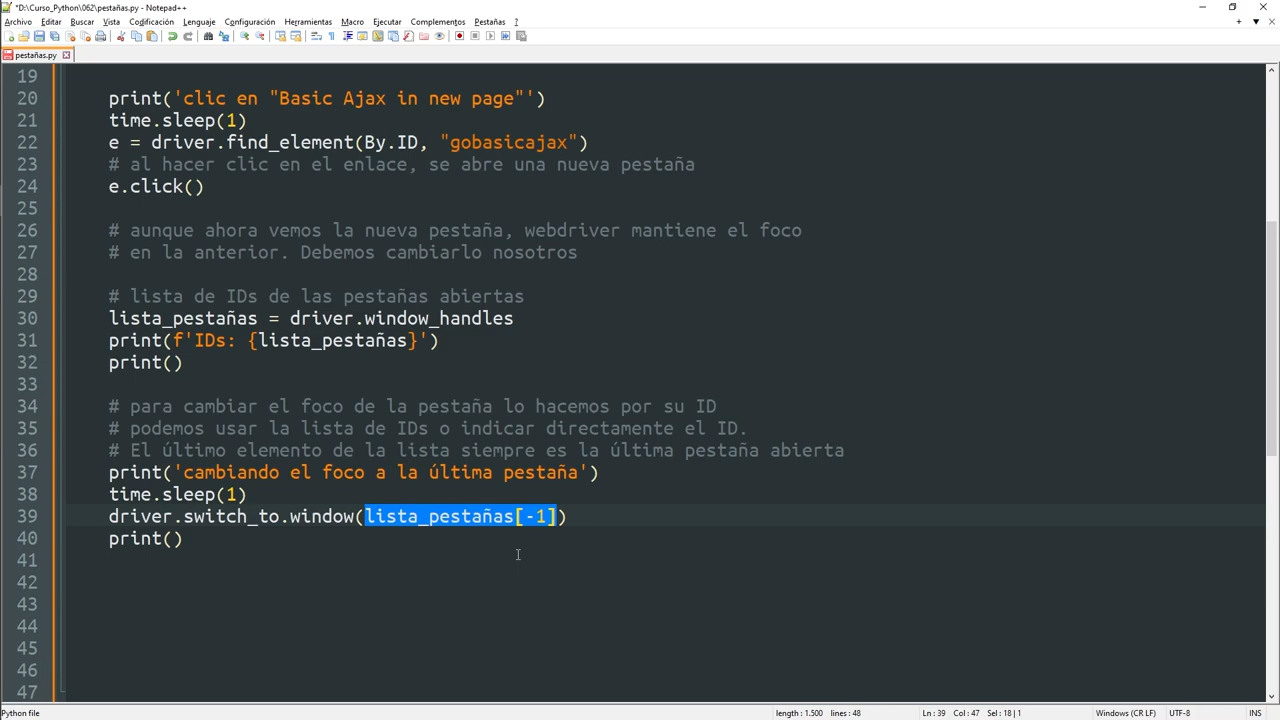 *D:\Curso_Python\062\pestañas.py - Notepad++
Archivo Editar Buscar Vista Codificación Lenguaje Configuración Herramientas Macro Ejecutar Complementos Pestañas ?
pestañas.py
19
20 print('clic en "Basic Ajax in new page"')
21 time.sleep(1)
22 e = driver.find_element(By.ID, "gobasicajax")
23 # al hacer clic en el enlace, se abre una nueva pestaña
24 e.click()
25
26 # aunque ahora vemos la nueva pestaña, webdriver mantiene el foco
27 # en la anterior. Debemos cambiarlo nosotros
28
29 # lista de IDs de las pestañas abiertas
30 lista_pestañas = driver.window_handles
31 print(f'IDs: {lista_pestañas}')
32 print()
33
34 # para cambiar el foco de la pestaña lo hacemos por su ID
35 # podemos usar la lista de IDs o indicar directamente el ID.
36 # El último elemento de la lista siempre es la última pestaña abierta
37 print('cambiando el foco a la última pestaña')
38 time.sleep(1)
39 driver.switch_to.window(lista_pestañas[-1])
40 print()
41
42
43
44
45
46
47
Python file length : 1.500 lines : 48 Ln : 39 Col : 47 Sel : 18 | 1 Windows (CR LF) UTF-8 INS